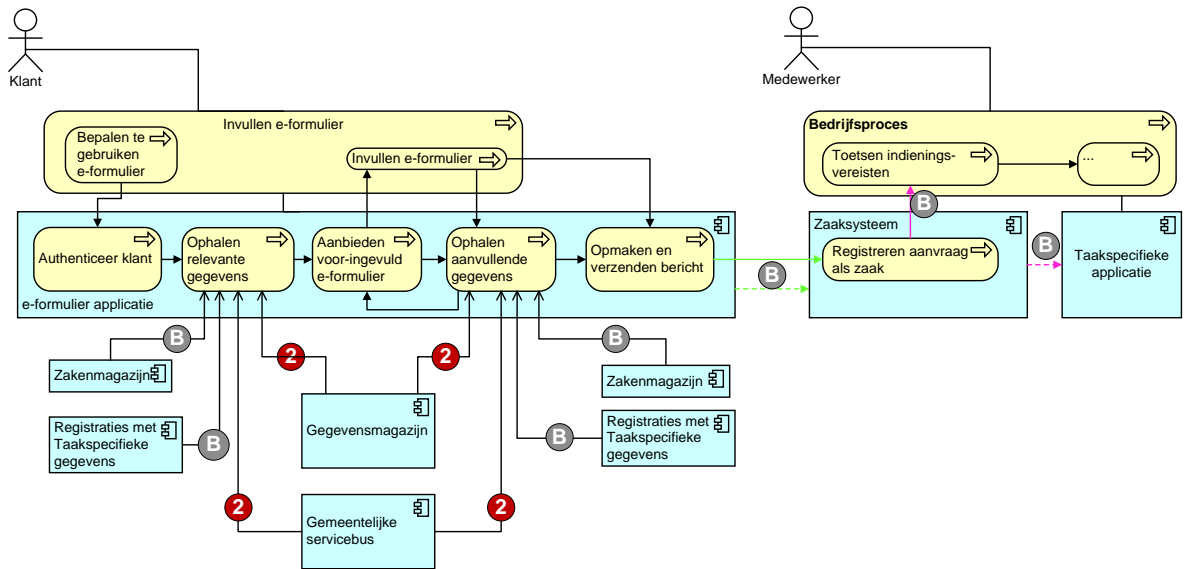 Klant
Medewerker
Invullen e-formulier
Bepalen te
gebruiken
e-formulier
Invullen e-formulier
Bedrijfsproces
Toetsen indienings-
vereisten
...
B
Authenticeer klant
Ophalen
relevante
gegevens
Aanbieden
voor-ingevuld
e-formulier
Ophalen
aanvullende
gegevens
Opmaken en
verzenden bericht
e-formulier applicatie
B
Zaaksysteem
Registreren aanvraag
als zaak
B
Taakspecifieke
applicatie
B
2
2
B
Zakenmagazijn
Gegevensmagazijn
Zakenmagazijn
Registraties met
Taakspecifieke
gegevens
B
B
Registraties met
Taakspecifieke
gegevens
2
2
Gemeentelijke
servicebus